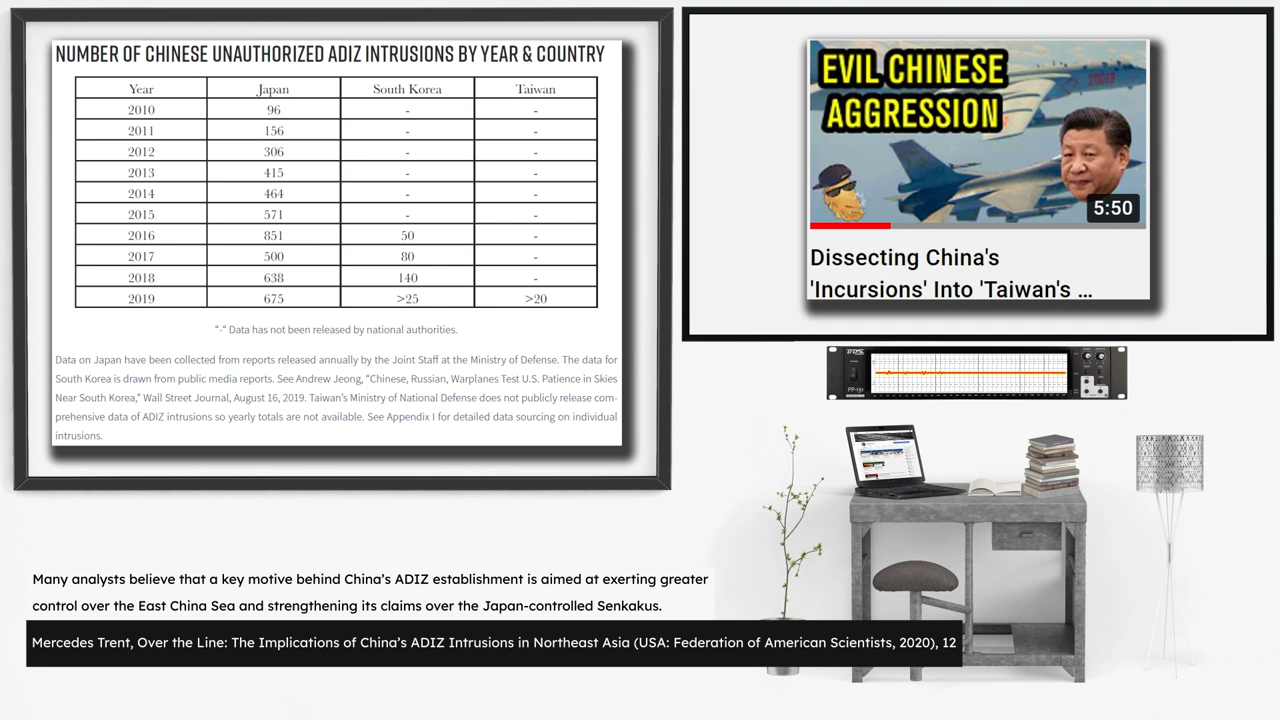 NUMBER OF CHINESE UNAUTHORIZED ADIZ INTRUSIONS BY YEAR & COUNTRY
Year Japan South Korea Taiwan
2010 96 - -
2011 156 - -
2012 306 - -
2013 415 - -
2014 464 - -
2015 571 - -
2016 851 50 -
2017 500 80 -
2018 638 140 -
2019 675 >25 >20
"-" Data has not been released by national authorities.
Data on Japan have been collected from reports released annually by the Joint Staff at the Ministry of Defense. The data for
South Korea is drawn from public media reports. See Andrew Jeong, “Chinese, Russian, Warplanes Test U.S. Patience in Skies
Near South Korea,” Wall Street Journal, August 16, 2019. Taiwan’s Ministry of National Defense does not publicly release com-
prehensive data of ADIZ intrusions so yearly totals are not available. See Appendix I for detailed data sourcing on individual
intrusions.
EVIL CHINESE
AGGRESSION
5:50
Dissecting China's
'Incursions' Into 'Taiwan's ...
PP-131
Many analysts believe that a key motive behind China’s ADIZ establishment is aimed at exerting greater
control over the East China Sea and strengthening its claims over the Japan-controlled Senkakus.
Mercedes Trent, Over the Line: The Implications of China’s ADIZ Intrusions in Northeast Asia (USA: Federation of American Scientists, 2020), 12